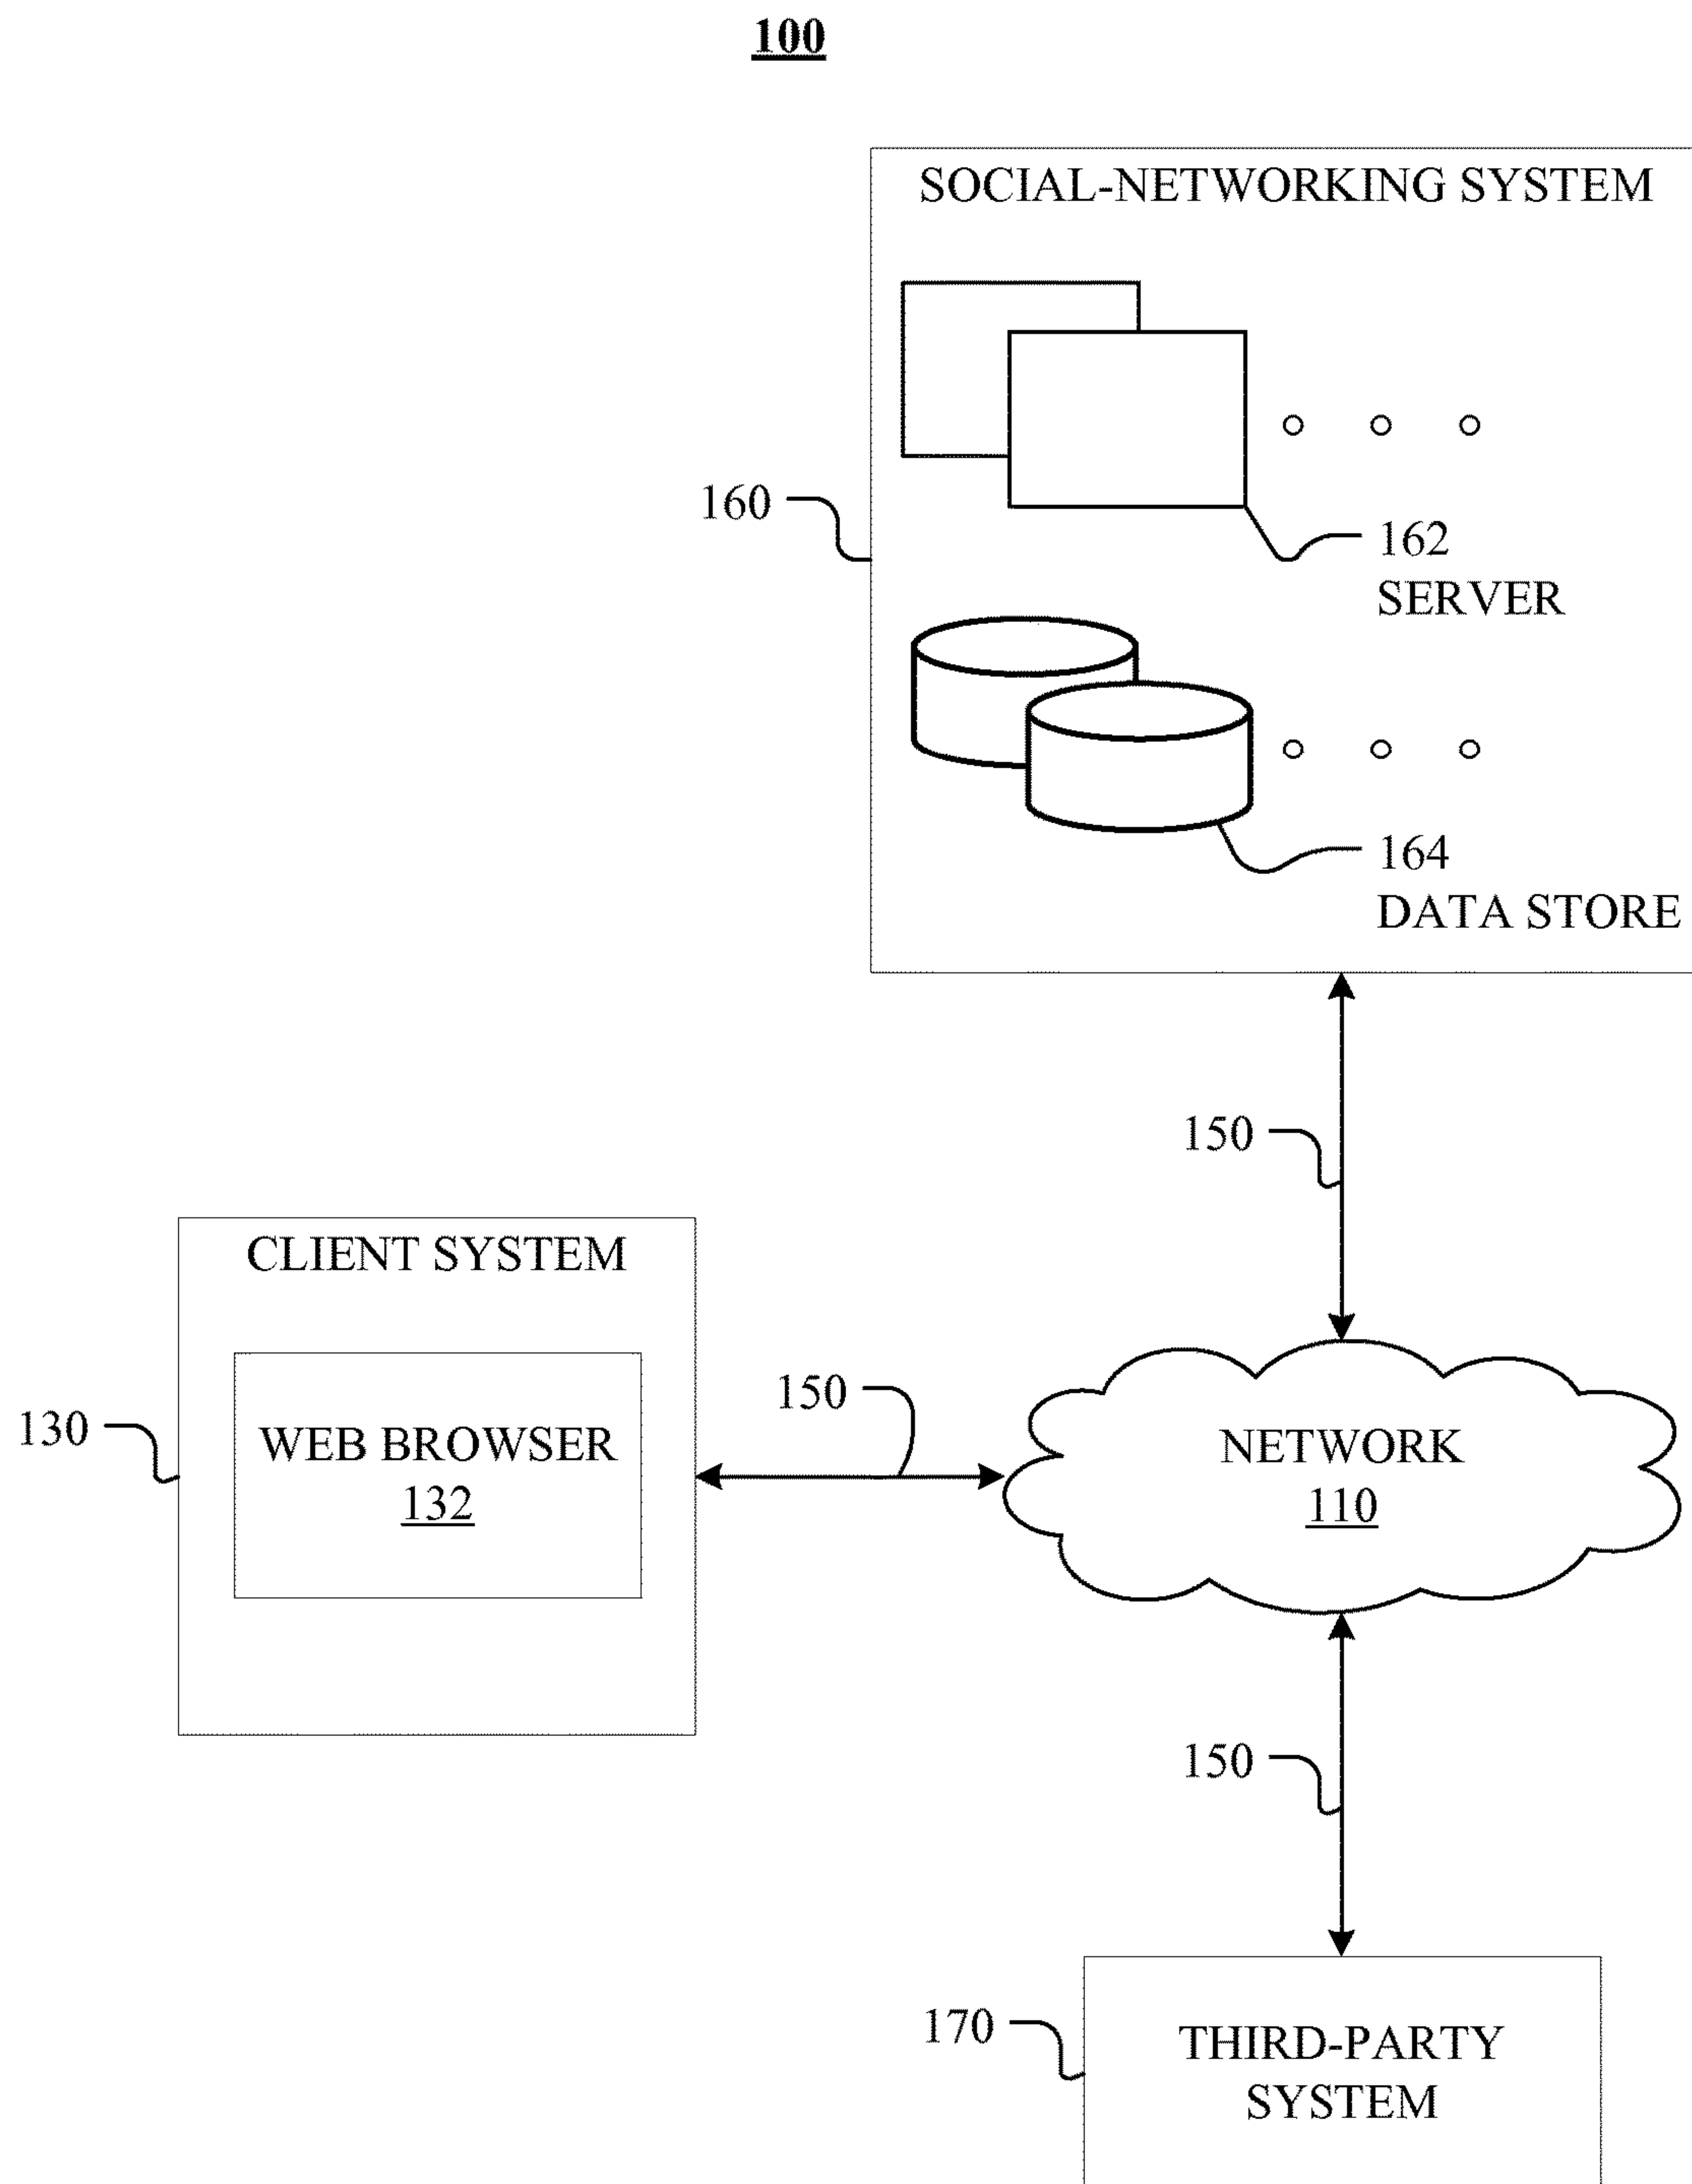 100
SOCIAL-NETWORKING SYSTEM
160
162
SERVER
164
DATA STORE
150
CLIENT SYSTEM
130
WEB BROWSER
132
150
NETWORK
110
150
170
THIRD-PARTY
SYSTEM